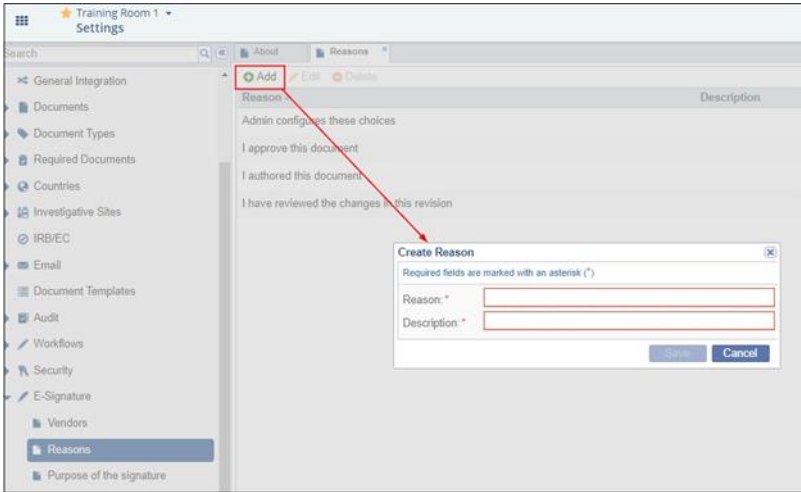 Training Room 1
Settings
Search
About
Reasons
General Integration
Documents
Document Types
Required Documents
Countries
Investigative Sites
IRB/EC
Email
Document Templates
Audit
Workflows
Security
E-Signature
Vendors
Reasons
Purpose of the signature
Add
Edit
Delete
Reason
Description
Admin configures these choices
I approve this document
I authored this document
I have reviewed the changes in this revision
Create Reason
Required fields are marked with an asterisk (*)
Reason: *
Description: *
Save
Cancel